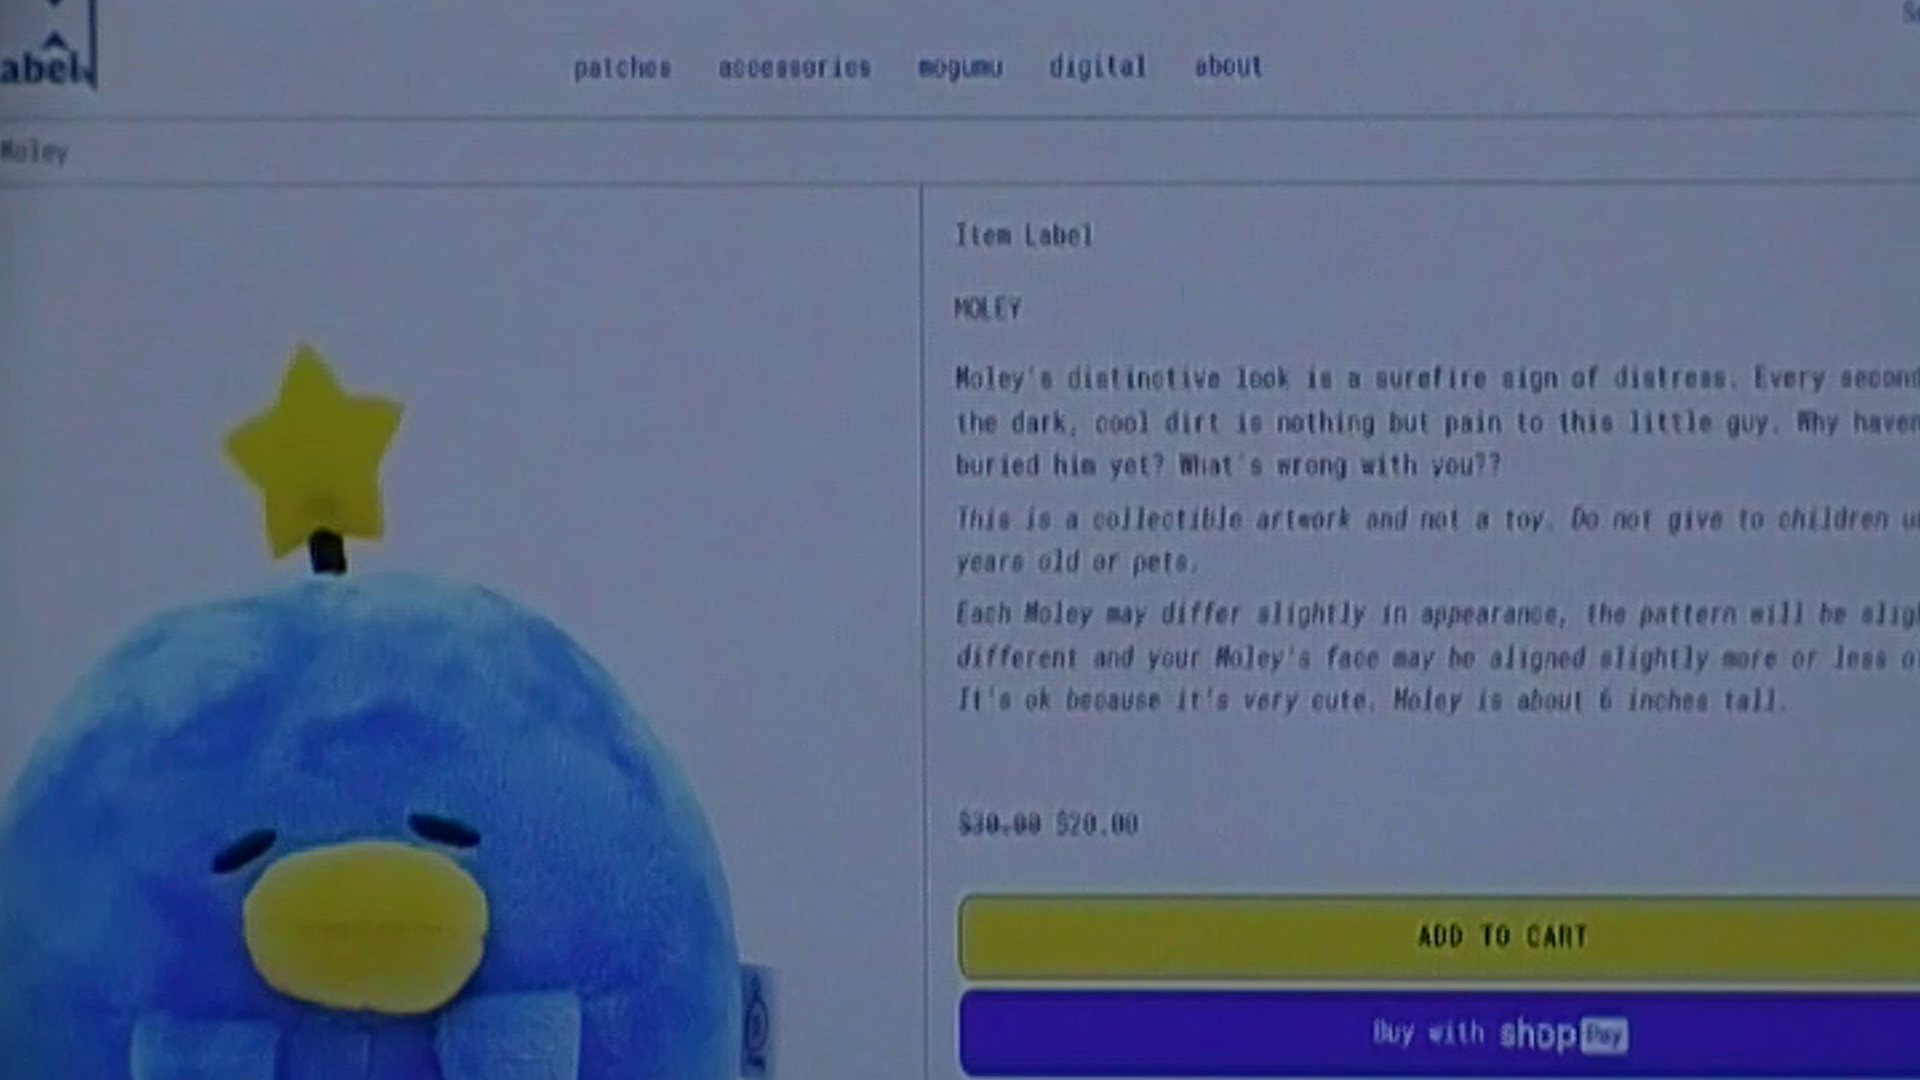 abel
patches accessories mogumu digital about
Moley
Item Label
MOLEY
Moley's distinctive look is a surefire sign of distress. Every second
the dark, cool dirt is nothing but pain to this little guy. Why haven
buried him yet? What's wrong with you??
This is a collectible artwork and not a toy. Do not give to children u
years old or pets.
Each Moley may differ slightly in appearance, the pattern will be slig
different and your Moley's face may be aligned slightly more or less o
It's ok because it's very cute. Moley is about 6 inches tall.
$30.00 $20.00
ADD TO CART
Buy with shop Pay